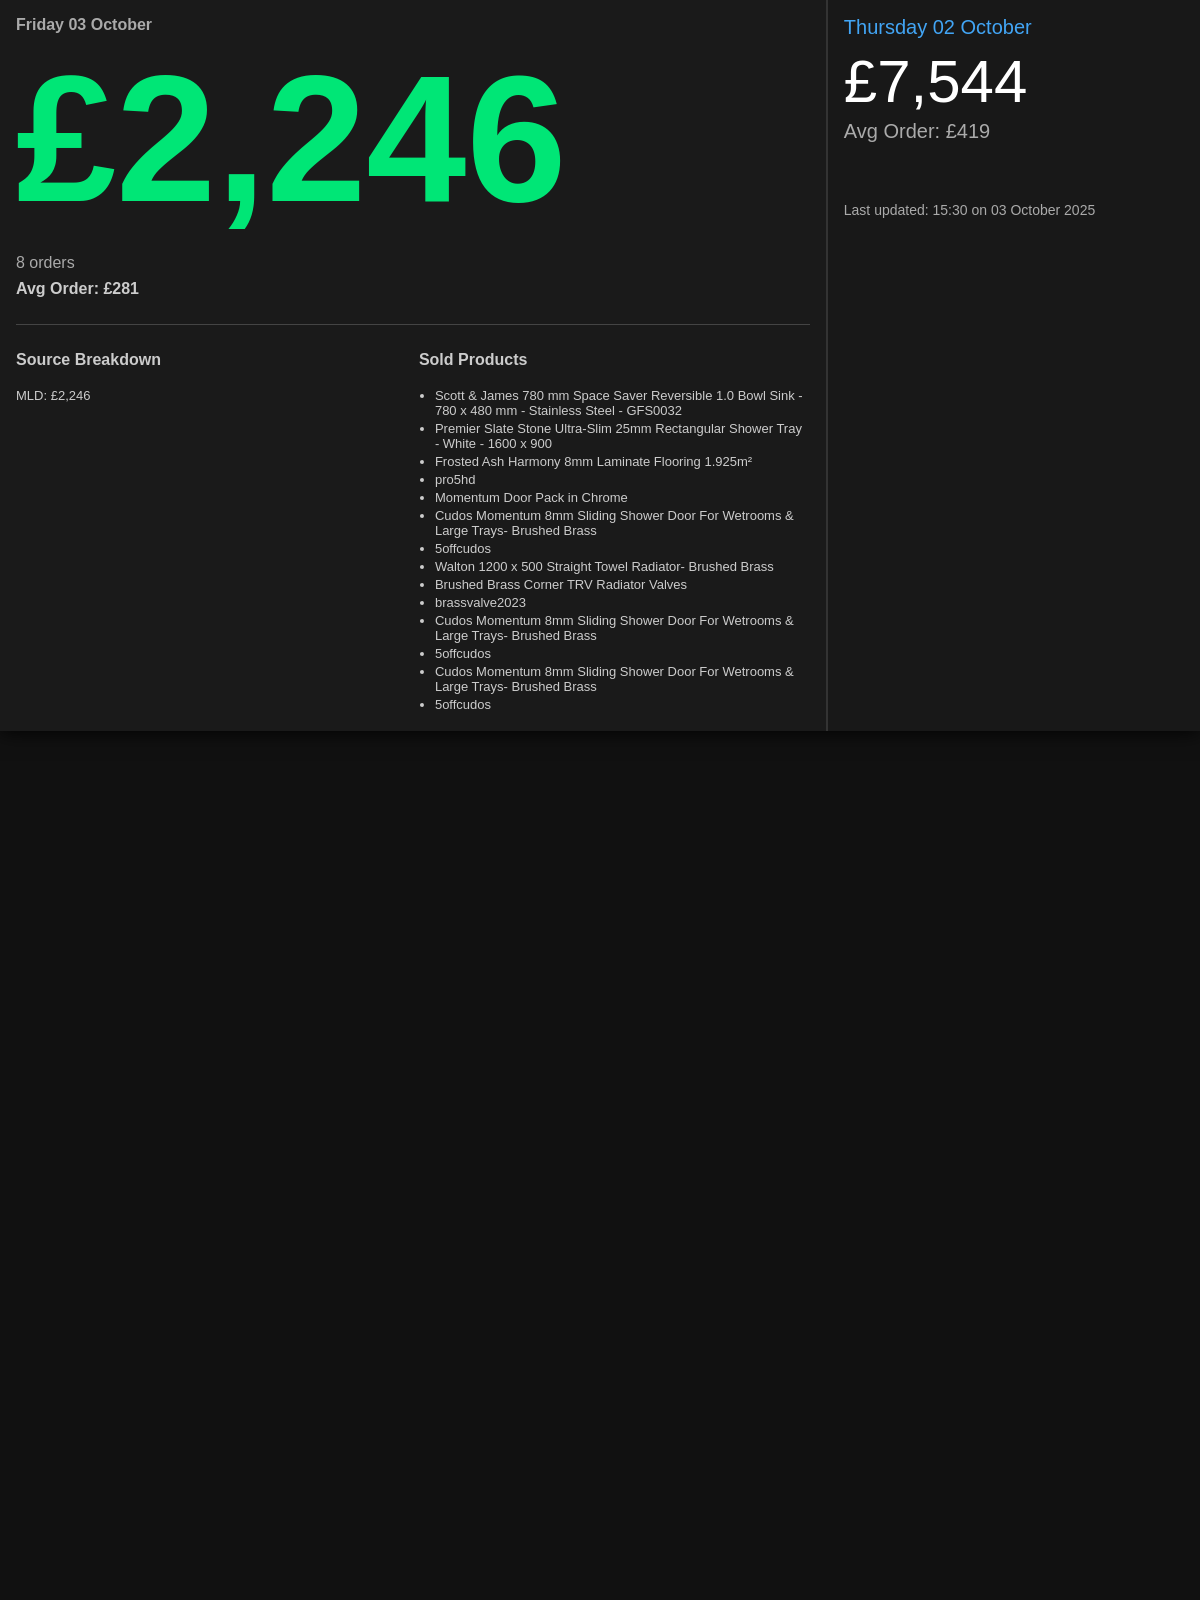 Friday 03 October
£2,246
8 orders
Avg Order: £281
Source Breakdown
MLD: £2,246
Sold Products
Scott & James 780 mm Space Saver Reversible 1.0 Bowl Sink -
780 x 480 mm - Stainless Steel - GFS0032
Premier Slate Stone Ultra-Slim 25mm Rectangular Shower Tray
- White - 1600 x 900
Frosted Ash Harmony 8mm Laminate Flooring 1.925m²
pro5hd
Momentum Door Pack in Chrome
Cudos Momentum 8mm Sliding Shower Door For Wetrooms &
Large Trays- Brushed Brass
5offcudos
Walton 1200 x 500 Straight Towel Radiator- Brushed Brass
Brushed Brass Corner TRV Radiator Valves
brassvalve2023
Cudos Momentum 8mm Sliding Shower Door For Wetrooms &
Large Trays- Brushed Brass
5offcudos
Cudos Momentum 8mm Sliding Shower Door For Wetrooms &
Large Trays- Brushed Brass
5offcudos
Thursday 02 October
£7,544
Avg Order: £419
Last updated: 15:30 on 03 October 2025